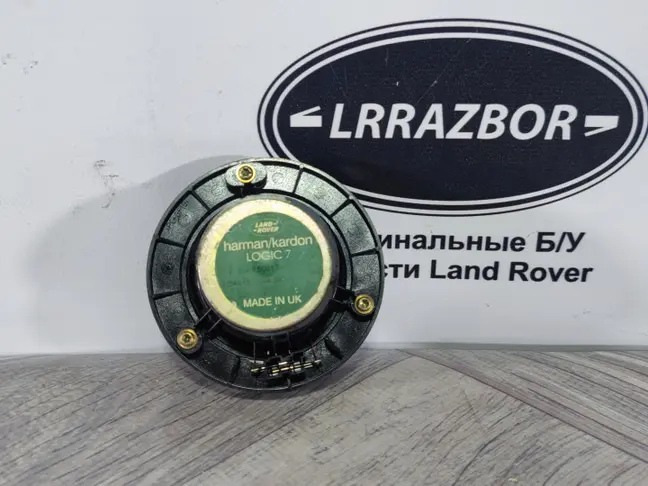 LRRAZBOR
инальные Б/У
сти Land Rover
LAND-
ROVER
harman/kardon
LOGIC 7
MADE IN UK